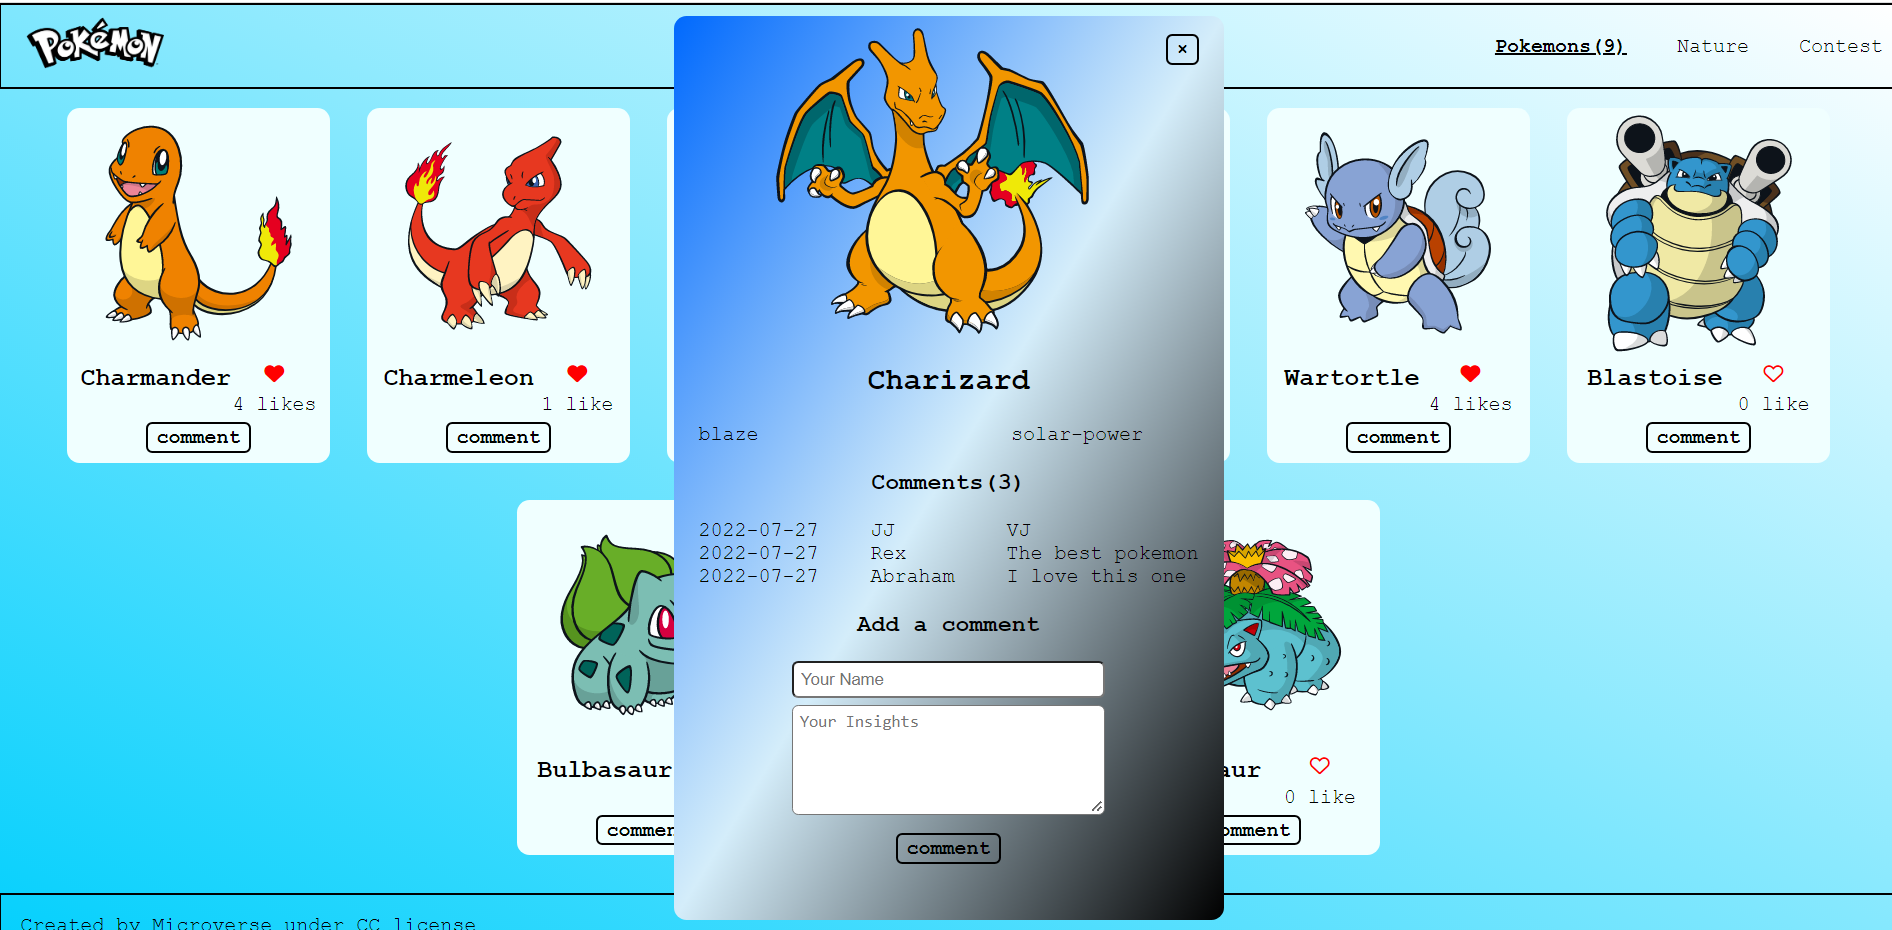 POKéMON
Pokemons(9) Nature Contest
×
Charmander
4 likes
comment
Charmeleon
1 like
comment
Charizard
blaze solar-power
Comments(3)
2022-07-27 JJ VJ
2022-07-27 Rex The best pokemon
2022-07-27 Abraham I love this one
Add a comment
Your Name
Your Insights
comment
Wartortle
4 likes
comment
Blastoise
0 like
comment
Bulbasaur
commen
aur
0 like
omment
Created by Microverse under CC license